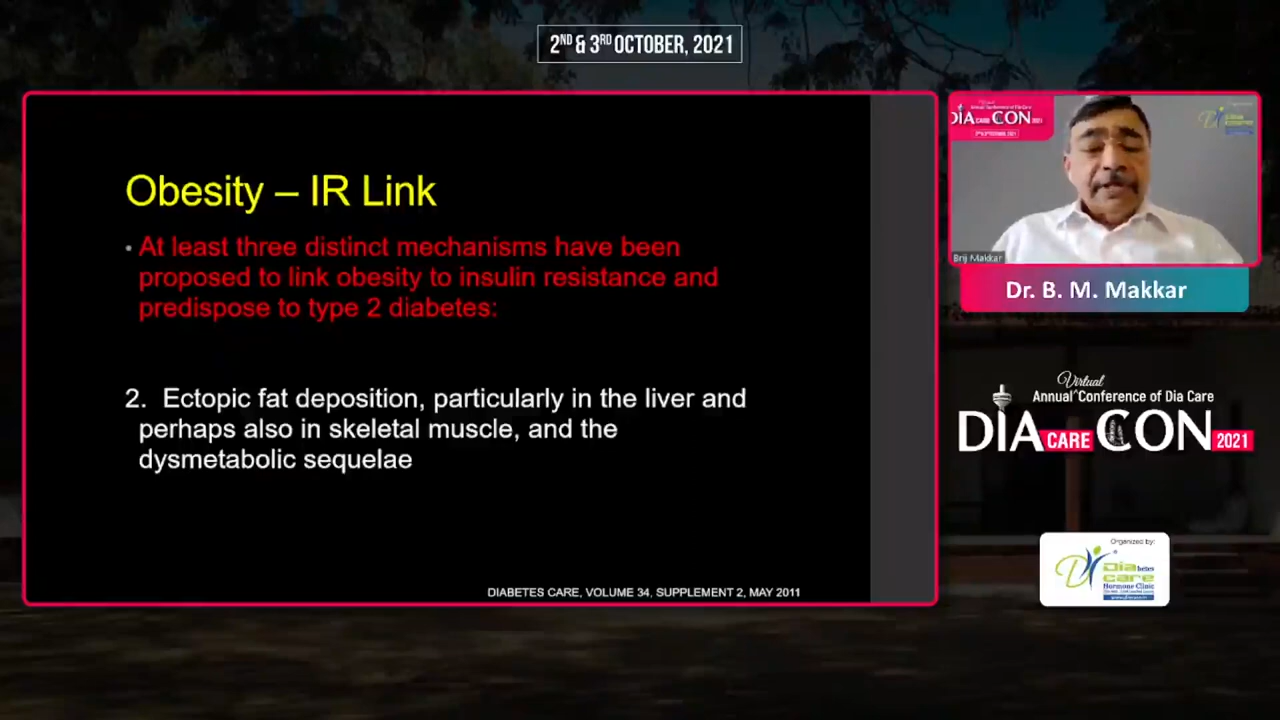 2ND & 3RD OCTOBER, 2021
Obesity – IR Link
• At least three distinct mechanisms have been
proposed to link obesity to insulin resistance and
predispose to type 2 diabetes:
2. Ectopic fat deposition, particularly in the liver and
perhaps also in skeletal muscle, and the
dysmetabolic sequelae
DIABETES CARE, VOLUME 34, SUPPLEMENT 2, MAY 2011
DIA CARE CON 2021
Brij Makkar
Dr. B. M. Makkar
Virtual
Annual Conference of Dia Care
DIA CARE CON 2021
Organized by:
Diabetes
care
Hormone Clinic